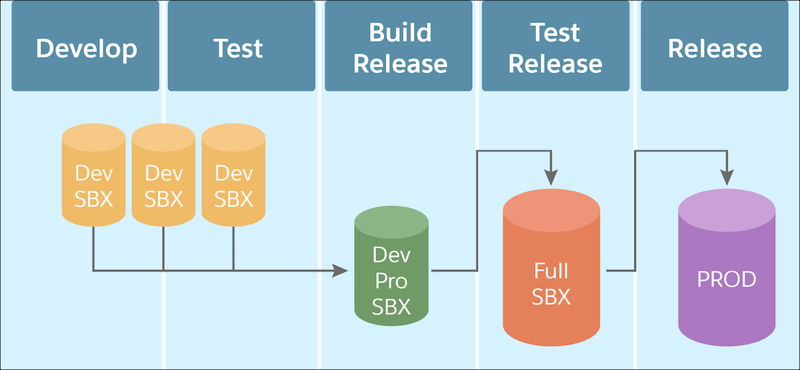 Develop
Test
Build
Release
Test
Release
Release
Dev
SBX
Dev
SBX
Dev
SBX
Dev
Pro
SBX
Full
SBX
PROD